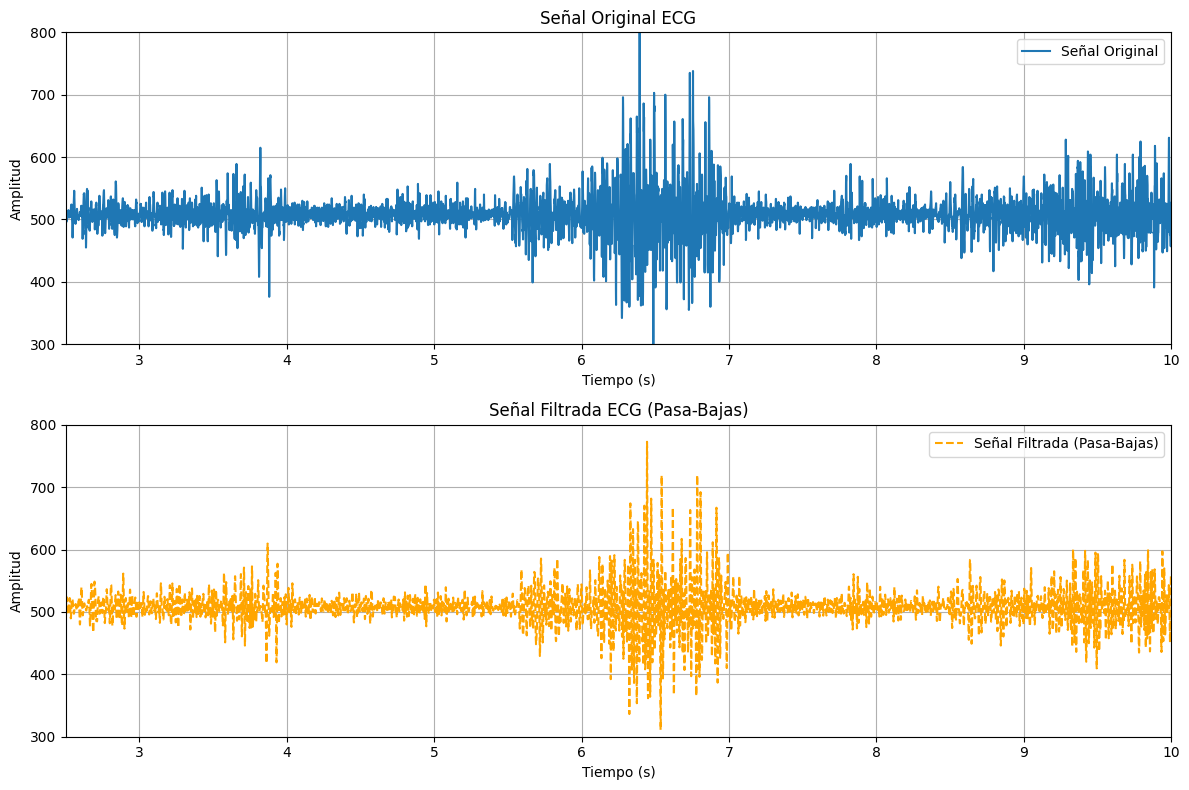 Señal Original ECG
800
700
600
500
400
300
Amplitud
Señal Original
3 4 5 6 7 8 9 10
Tiempo (s)
Señal Filtrada ECG (Pasa-Bajas)
800
700
600
500
400
300
Amplitud
Señal Filtrada (Pasa-Bajas)
3 4 5 6 7 8 9 10
Tiempo (s)